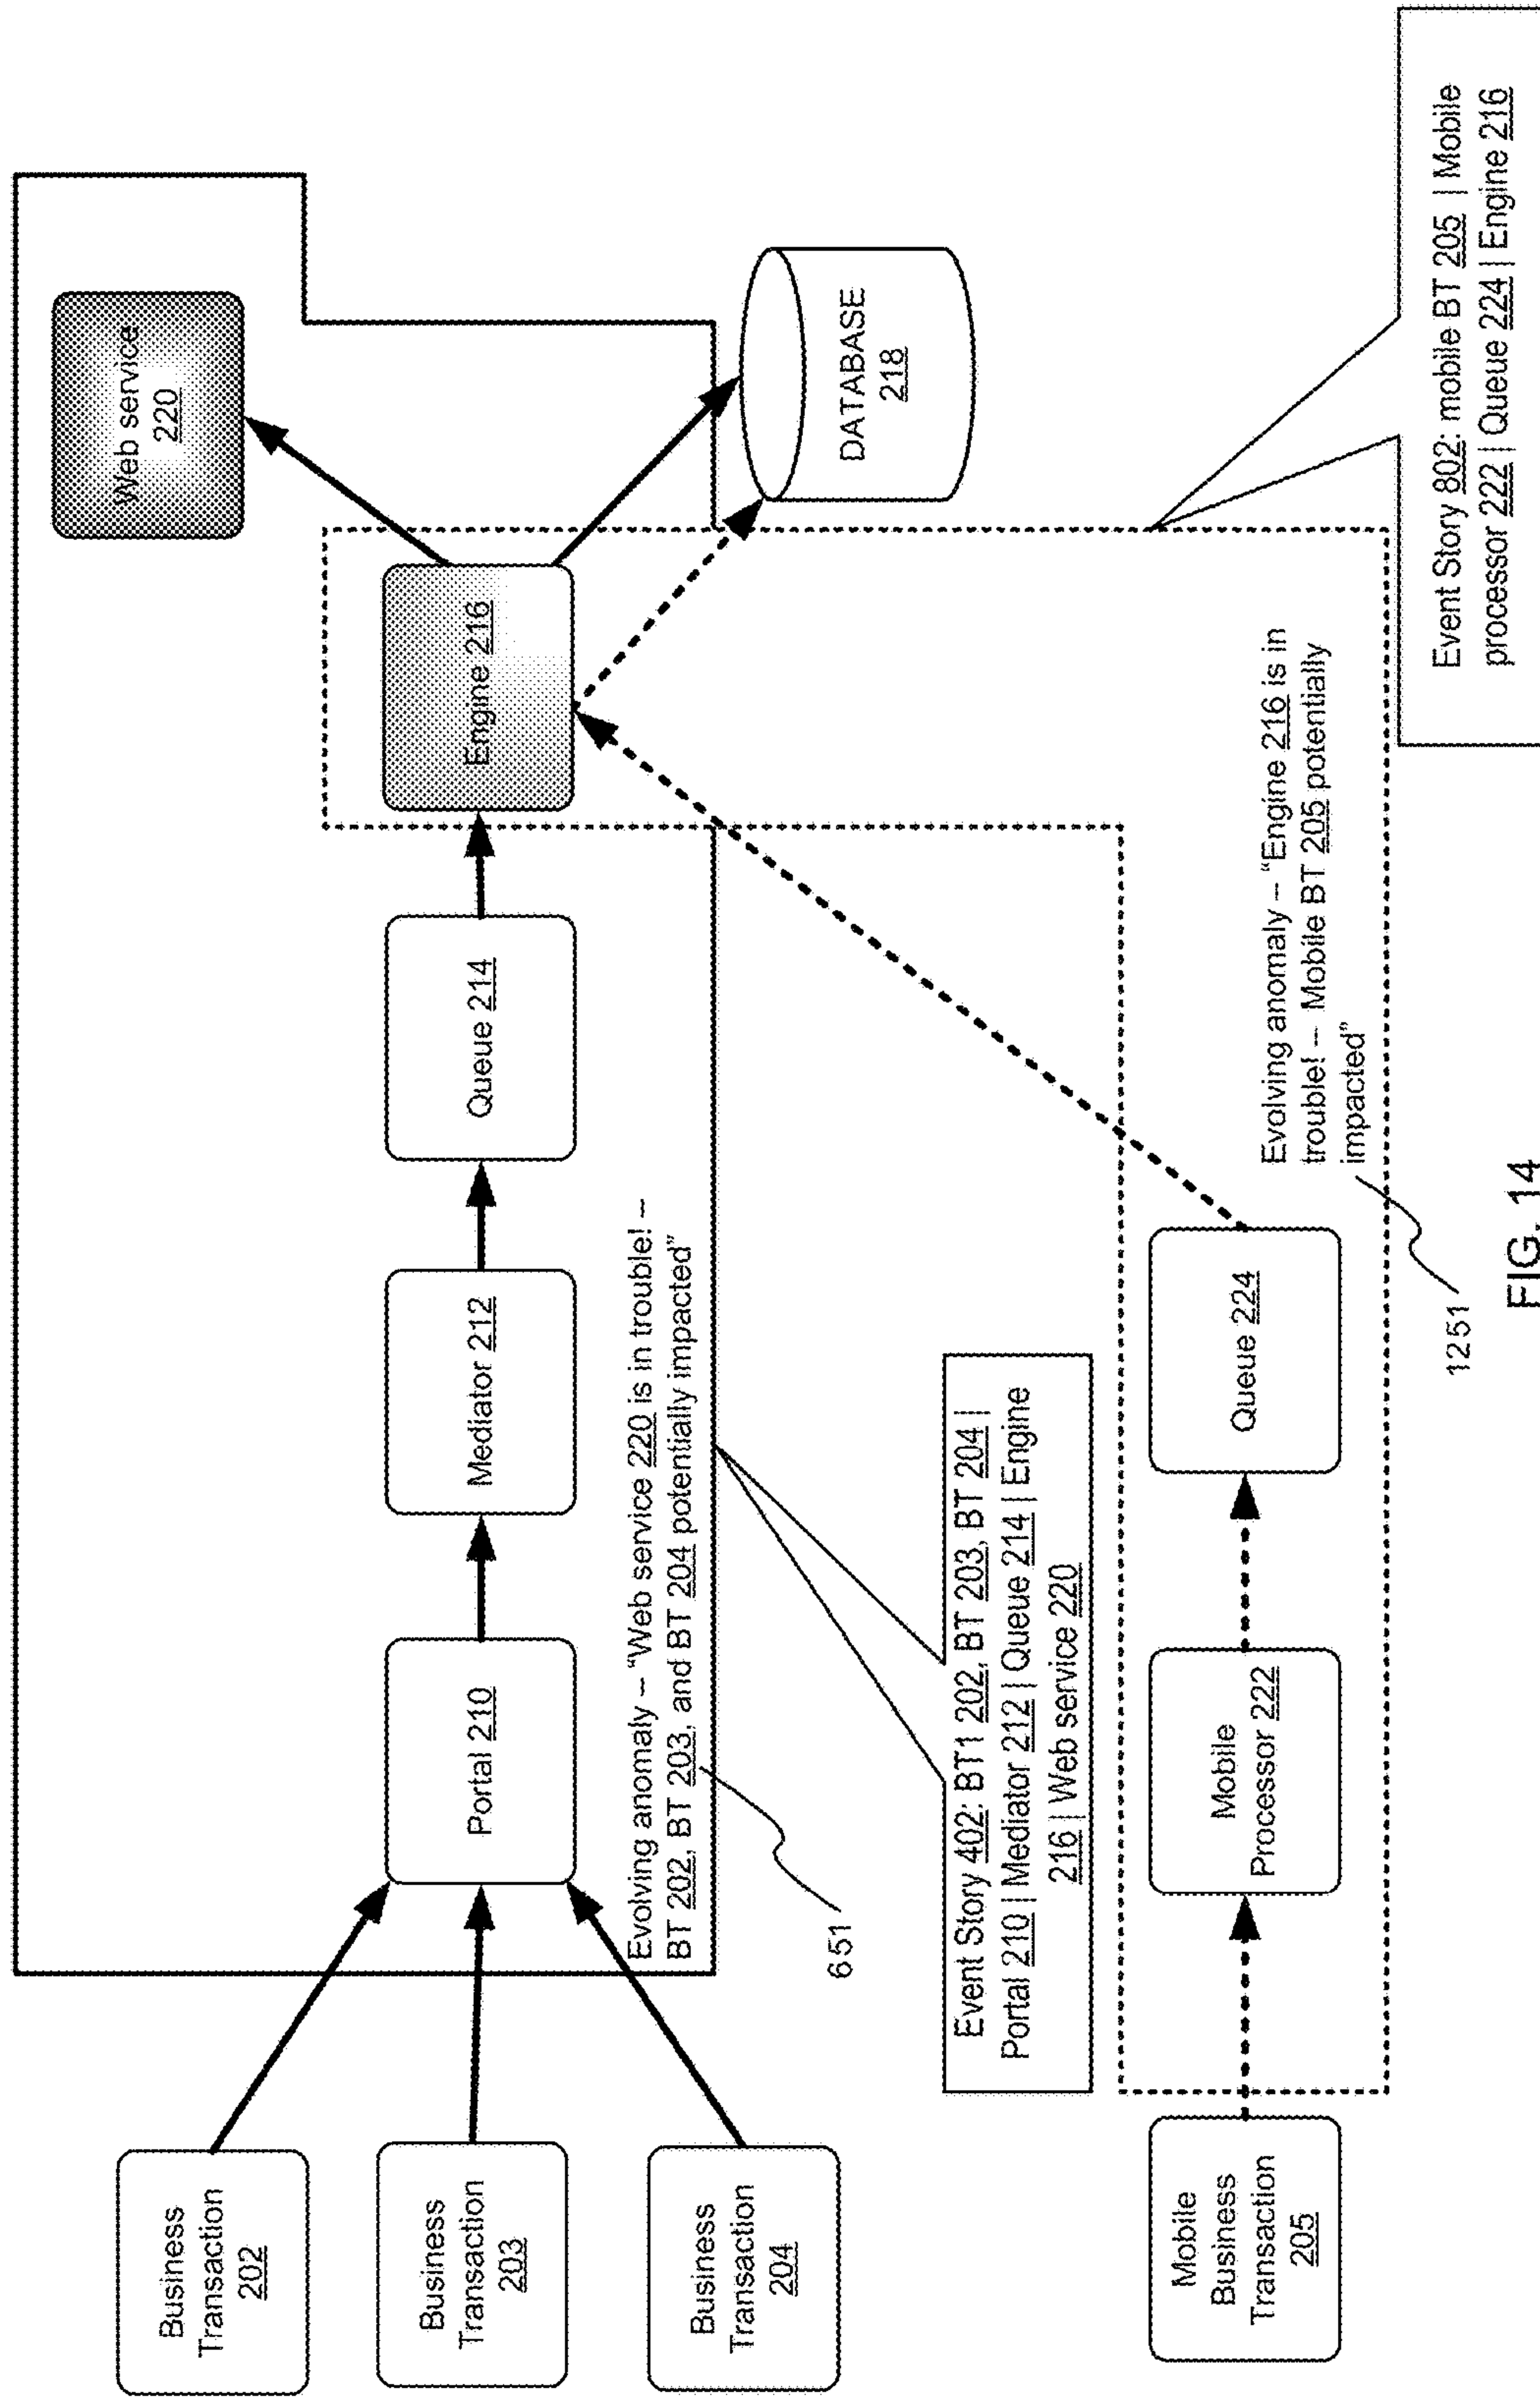 Business
Transaction
202
Business
Transaction
203
Business
Transaction
204
Mobile
Business
Transaction
205
Portal 210
Mediator 212
Queue 214
Engine 216
Web service
220
DATABASE
218
Evolving anomaly – "Web service 220 is in trouble! –
BT 202, BT 203, and BT 204 potentially impacted"
651
Event Story 402: BT1 202, BT 203, BT 204 |
Portal 210 | Mediator 212 | Queue 214 | Engine
216 | Web service 220
Mobile
Processor 222
Queue 224
Evolving anomaly – "Engine 216 is in
trouble! – Mobile BT 205 potentially
impacted"
1251
Event Story 802: mobile BT 205 | Mobile
processor 222 | Queue 224 | Engine 216
FIG. 14